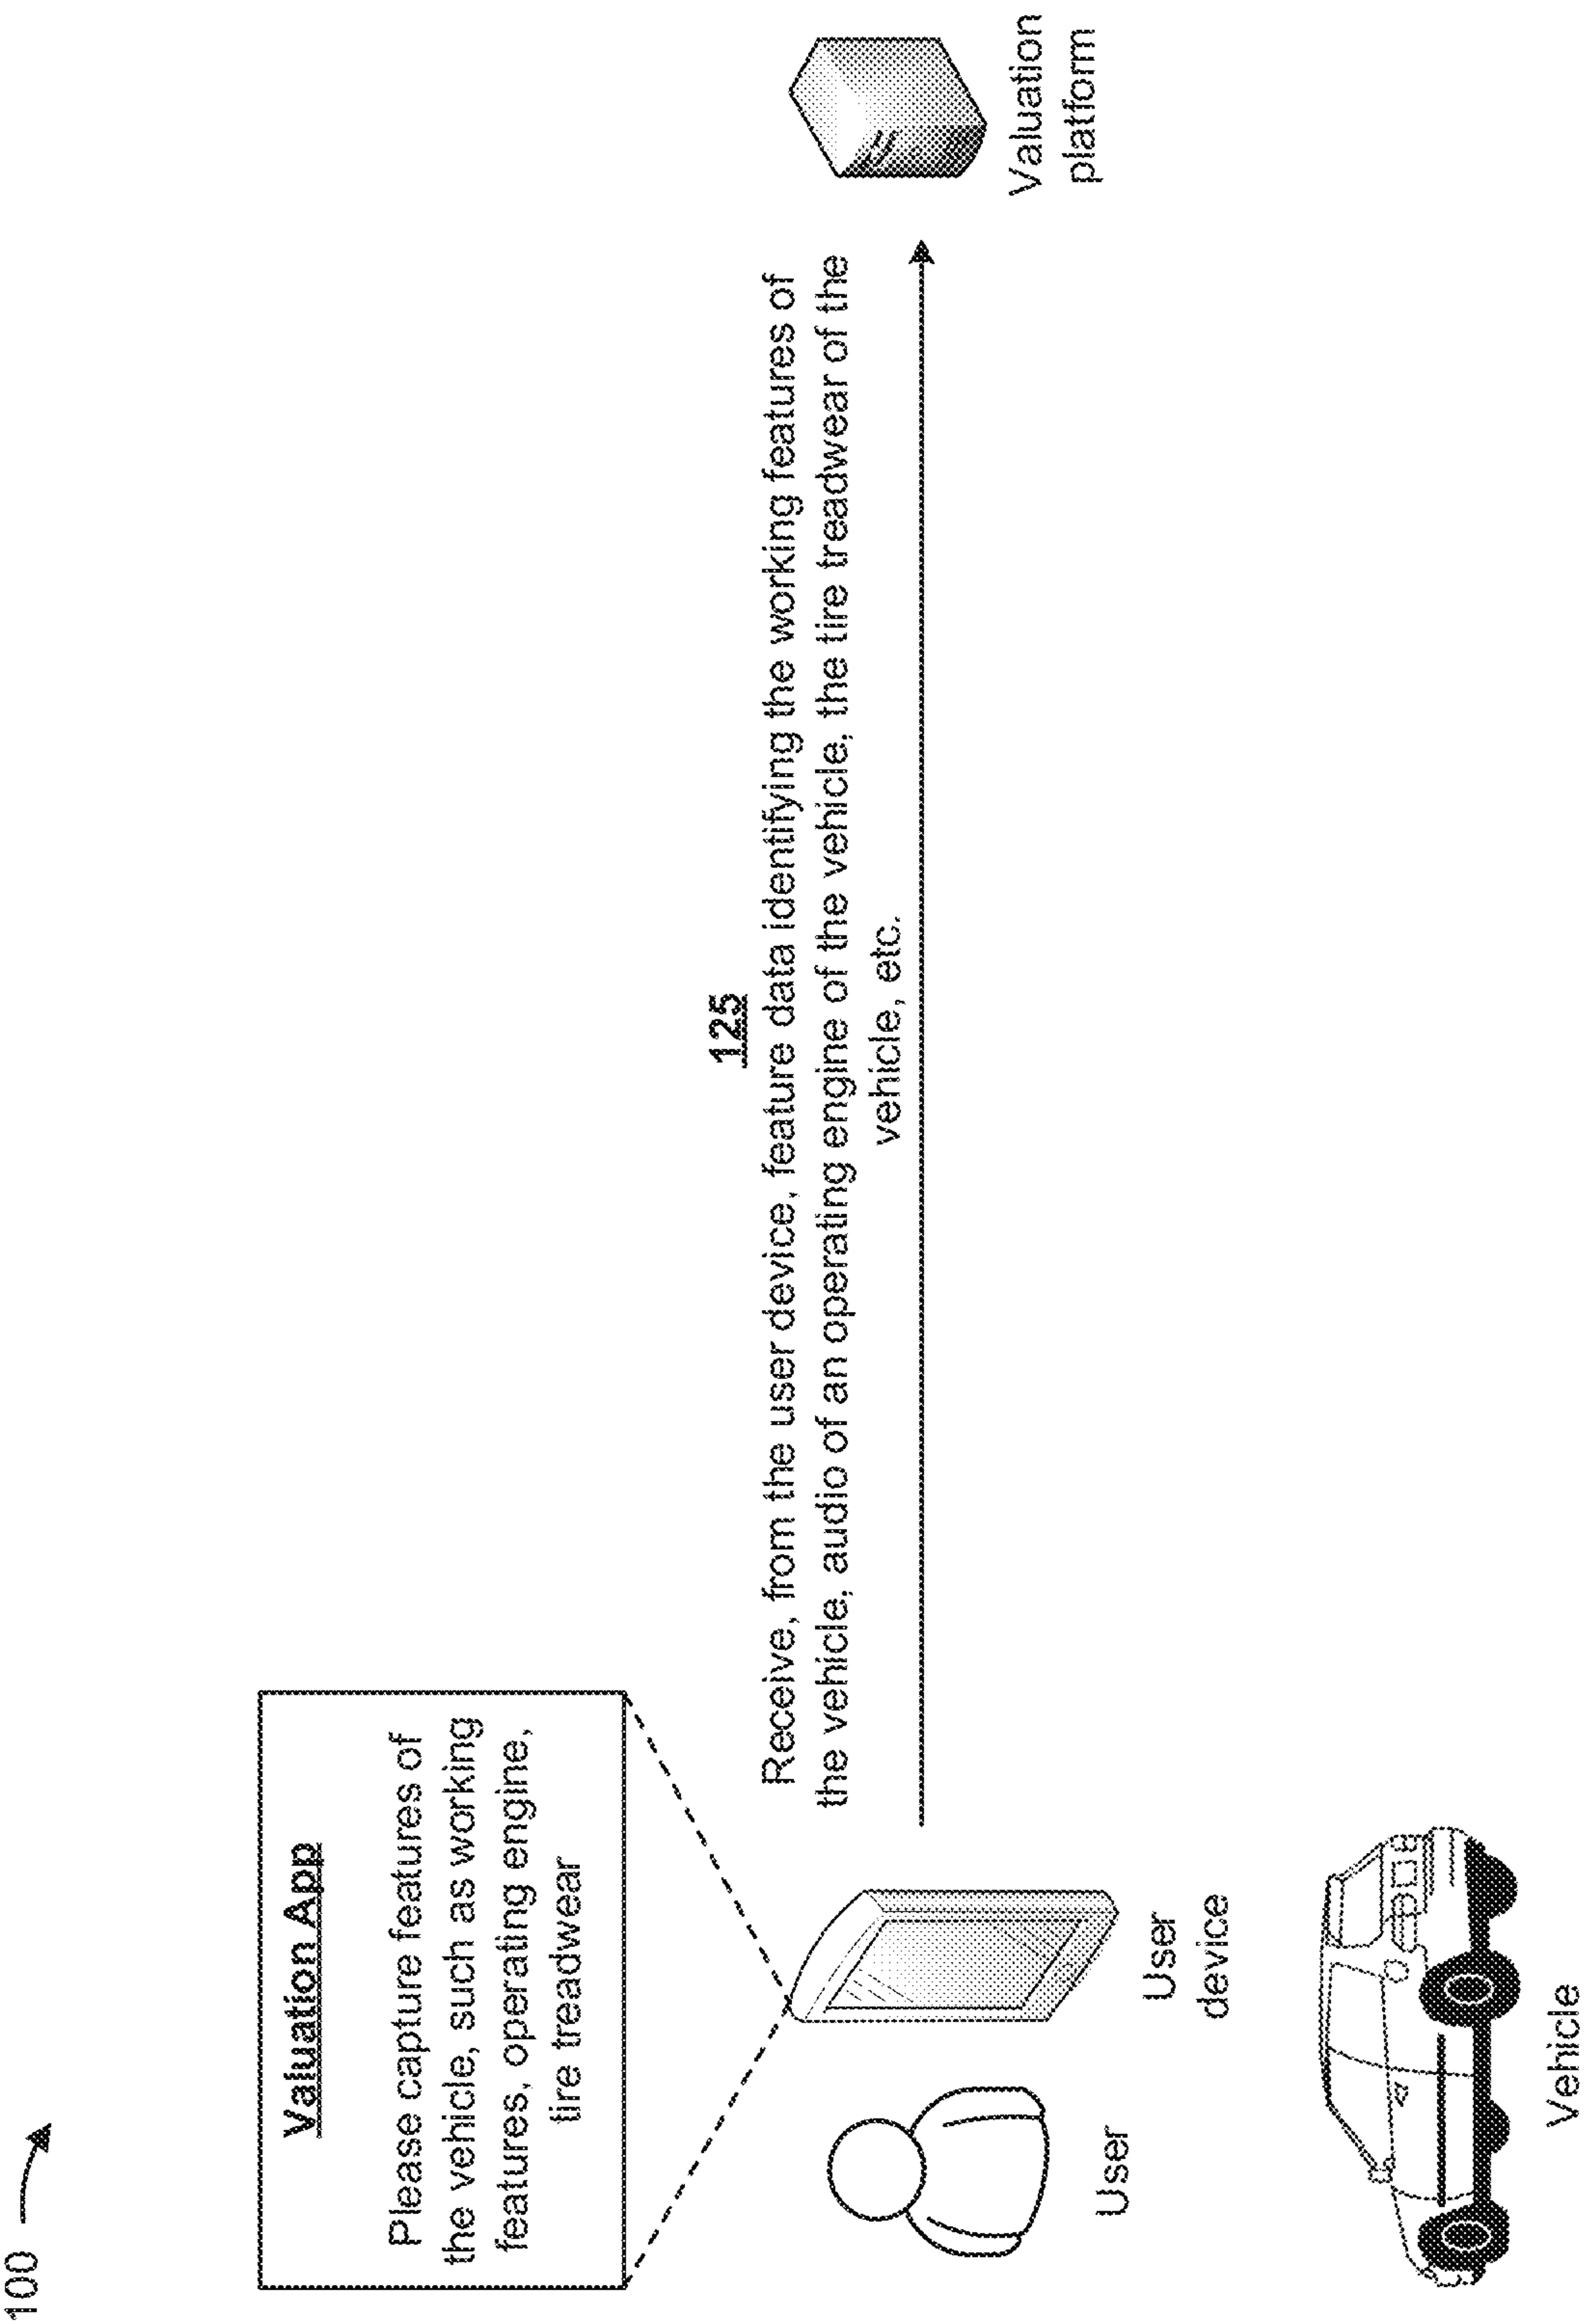 100
Valuation App
Please capture features of
the vehicle, such as working
features, operating engine,
tire treadwear
125
Receive, from the user device, feature data identifying the working features of
the vehicle, audio of an operating engine of the vehicle, the tire treadwear of the
vehicle, etc.
User
User
device
Valuation
platform
Vehicle